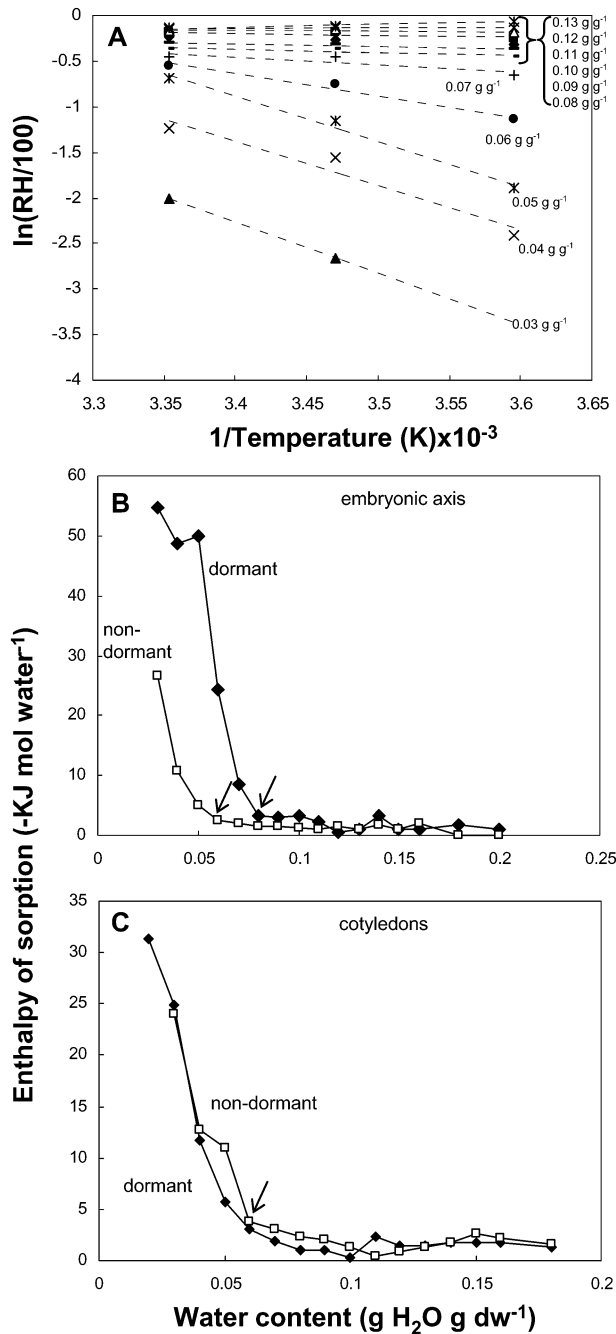 A
0
-0.5
-1
-1.5
-2
-2.5
-3
-3.5
-4
ln(RH/100)
0.13 g g⁻¹
0.12 g g⁻¹
0.11 g g⁻¹
0.10 g g⁻¹
0.09 g g⁻¹
0.08 g g⁻¹
0.07 g g⁻¹
0.06 g g⁻¹
0.05 g g⁻¹
0.04 g g⁻¹
0.03 g g⁻¹
3.3 3.35 3.4 3.45 3.5 3.55 3.6 3.65
1/Temperature (K)x10⁻³
B
embryonic axis
60
50
40
30
20
10
0
dormant
non-
dormant
0 0.05 0.1 0.15 0.2 0.25
Enthalpy of sorption (-KJ mol water⁻¹)
C
cotyledons
35
30
25
20
15
10
5
0
non-dormant
dormant
0 0.05 0.1 0.15 0.2
Water content (g H₂O g dw⁻¹)